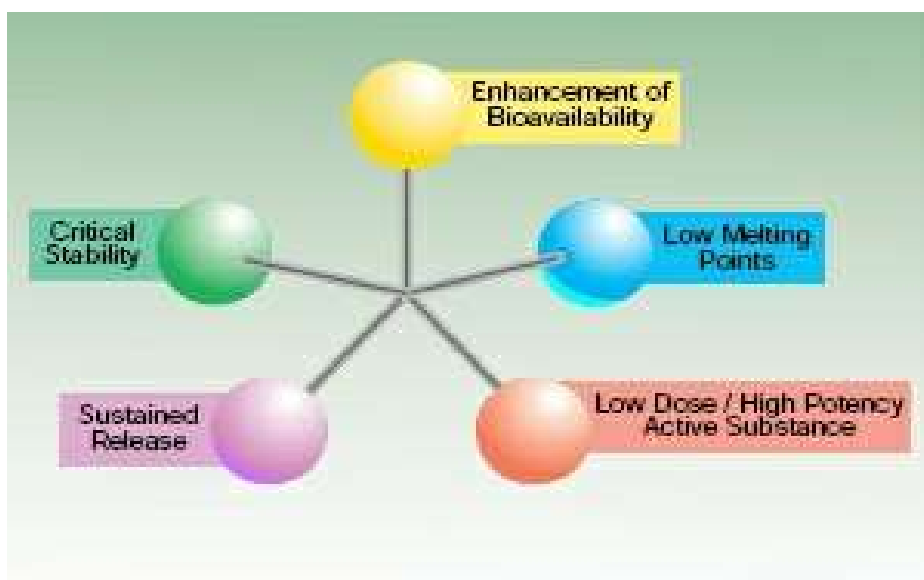 Enhancement of
Bioavailability
Critical
Stability
Low Melting
Points
Sustained
Release
Low Dose / High Potency
Active Substance